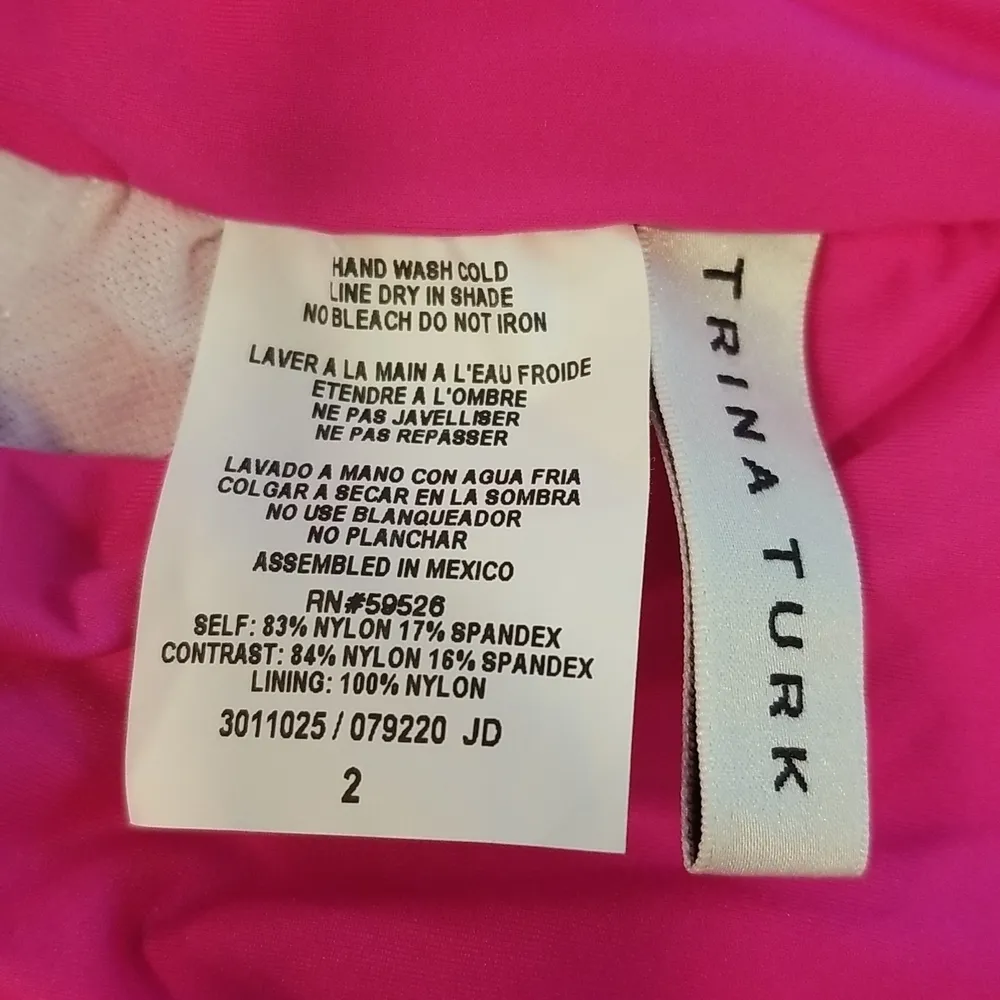 HAND WASH COLD
LINE DRY IN SHADE
NO BLEACH DO NOT IRON
LAVER A LA MAIN A L'EAU FROIDE
ETENDRE A L'OMBRE
NE PAS JAVELLISER
NE PAS REPASSER
LAVADO A MANO CON AGUA FRIA
COLGAR A SECAR EN LA SOMBRA
NO USE BLANQUEADOR
NO PLANCHAR
ASSEMBLED IN MEXICO
RN#59526
SELF: 83% NYLON 17% SPANDEX
CONTRAST: 84% NYLON 16% SPANDEX
LINING: 100% NYLON
3011025 / 079220 JD
2
TRINA TURK